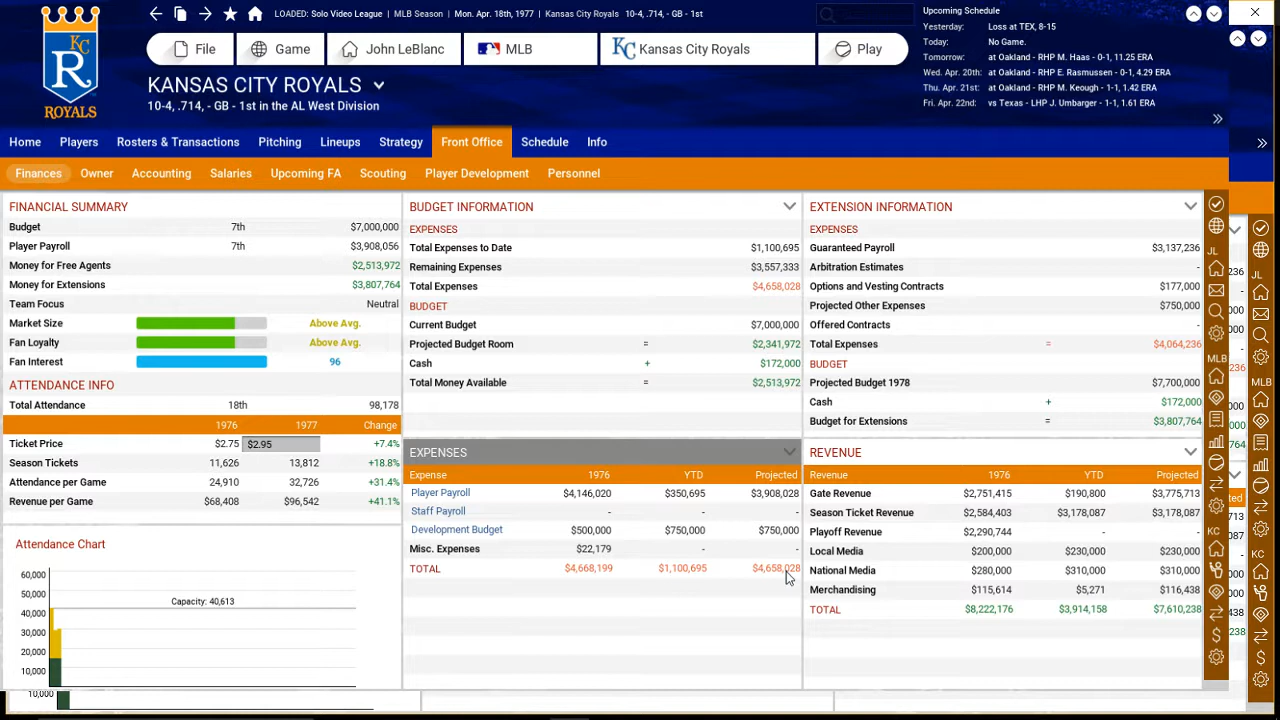 LOADED: Solo Video League | MLB Season | Mon. Apr. 18th, 1977 | Kansas City Royals 10-4, .714, - GB - 1st
Upcoming Schedule
Yesterday: Loss at TEX, 8-15
Today: No Game.
Tomorrow: at Oakland - RHP M. Haas - 0-1, 11.25 ERA
Wed. Apr. 20th: at Oakland - RHP E. Rasmussen - 0-1, 4.29 ERA
Thu. Apr. 21st: at Oakland - RHP M. Keough - 1-1, 1.42 ERA
Fri. Apr. 22nd: vs Texas - LHP J. Umbarger - 1-1, 1.61 ERA
KC
R
ROYALS
File Game John LeBlanc MLB Kansas City Royals Play
KANSAS CITY ROYALS
10-4, .714, - GB - 1st in the AL West Division
Home Players Rosters & Transactions Pitching Lineups Strategy Front Office Schedule Info
Finances Owner Accounting Salaries Upcoming FA Scouting Player Development Personnel
FINANCIAL SUMMARY
Budget 7th $7,000,000
Player Payroll 7th $3,908,056
Money for Free Agents $2,513,972
Money for Extensions $3,807,764
Team Focus Neutral
Market Size Above Avg.
Fan Loyalty Above Avg.
Fan Interest 96
ATTENDANCE INFO
Total Attendance 18th 98,178
1976 1977 Change
Ticket Price $2.75 $2.95 +7.4%
Season Tickets 11,626 13,812 +18.8%
Attendance per Game 24,910 32,726 +31.4%
Revenue per Game $68,408 $96,542 +41.1%
Attendance Chart
60,000
50,000
Capacity: 40,613
40,000
30,000
20,000
10,000
10,000
BUDGET INFORMATION
EXPENSES
Total Expenses to Date $1,100,695
Remaining Expenses $3,557,333
Total Expenses $4,658,028
BUDGET
Current Budget $7,000,000
Projected Budget Room = $2,341,972
Cash + $172,000
Total Money Available = $2,513,972
EXPENSES
Expense 1976 YTD Projected
Player Payroll $4,146,020 $350,695 $3,908,028
Staff Payroll - - -
Development Budget $500,000 $750,000 $750,000
Misc. Expenses $22,179 - -
TOTAL $4,668,199 $1,100,695 $4,658,028
EXTENSION INFORMATION
EXPENSES
Guaranteed Payroll $3,137,236
Arbitration Estimates -
Options and Vesting Contracts $177,000
Projected Other Expenses $750,000
Offered Contracts -
Total Expenses = $4,064,236
BUDGET
Projected Budget 1978 $7,700,000
Cash + $172,000
Budget for Extensions = $3,807,764
REVENUE
Revenue 1976 YTD Projected
Gate Revenue $2,751,415 $190,800 $3,775,713
Season Ticket Revenue $2,584,403 $3,178,087 $3,178,087
Playoff Revenue $2,290,744 - -
Local Media $200,000 $230,000 $230,000
National Media $280,000 $310,000 $310,000
Merchandising $115,614 $5,271 $116,438
TOTAL $8,222,176 $3,914,158 $7,610,238
JL
MLB
KC
JL
MLB
KC